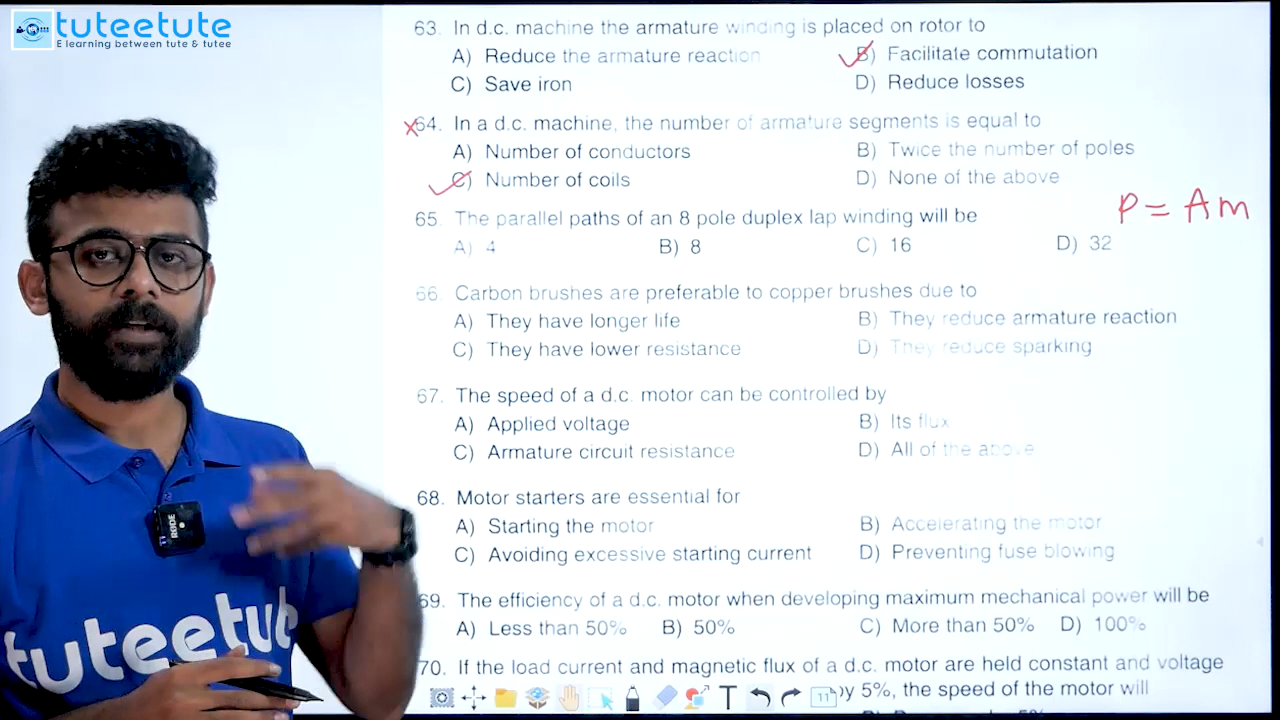 tuteetute
E learning between tute & tutee
63. In d.c. machine the armature winding is placed on rotor to
A) Reduce the armature reaction B) Facilitate commutation
C) Save iron D) Reduce losses
x64. In a d.c. machine, the number of armature segments is equal to
A) Number of conductors B) Twice the number of poles
C) Number of coils D) None of the above
P = Am
65. The parallel paths of an 8 pole duplex lap winding will be
A) 4 B) 8 C) 16 D) 32
66. Carbon brushes are preferable to copper brushes due to
A) They have longer life B) They reduce armature reaction
C) They have lower resistance D) They reduce sparking
67. The speed of a d.c. motor can be controlled by
A) Applied voltage B) Its flux
C) Armature circuit resistance D) All of the above
68. Motor starters are essential for
A) Starting the motor B) Accelerating the motor
C) Avoiding excessive starting current D) Preventing fuse blowing
69. The efficiency of a d.c. motor when developing maximum mechanical power will be
A) Less than 50% B) 50% C) More than 50% D) 100%
70. If the load current and magnetic flux of a d.c. motor are held constant and voltage
by 5%, the speed of the motor will
T 11
RØDE
tuteetut